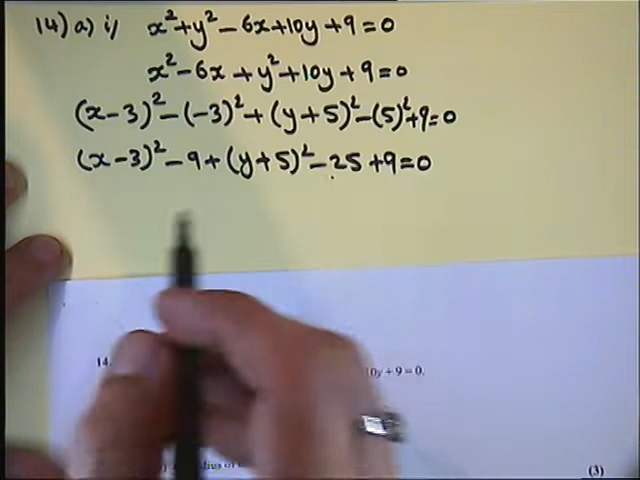 14) a) i) x² + y² - 6x + 10y + 9 = 0
x² - 6x + y² + 10y + 9 = 0
(x - 3)² - (-3)² + (y + 5)² - (5)² + 9 = 0
(x - 3)² - 9 + (y + 5)² - 25 + 9 = 0
14. 10y + 9 = 0.
(3)